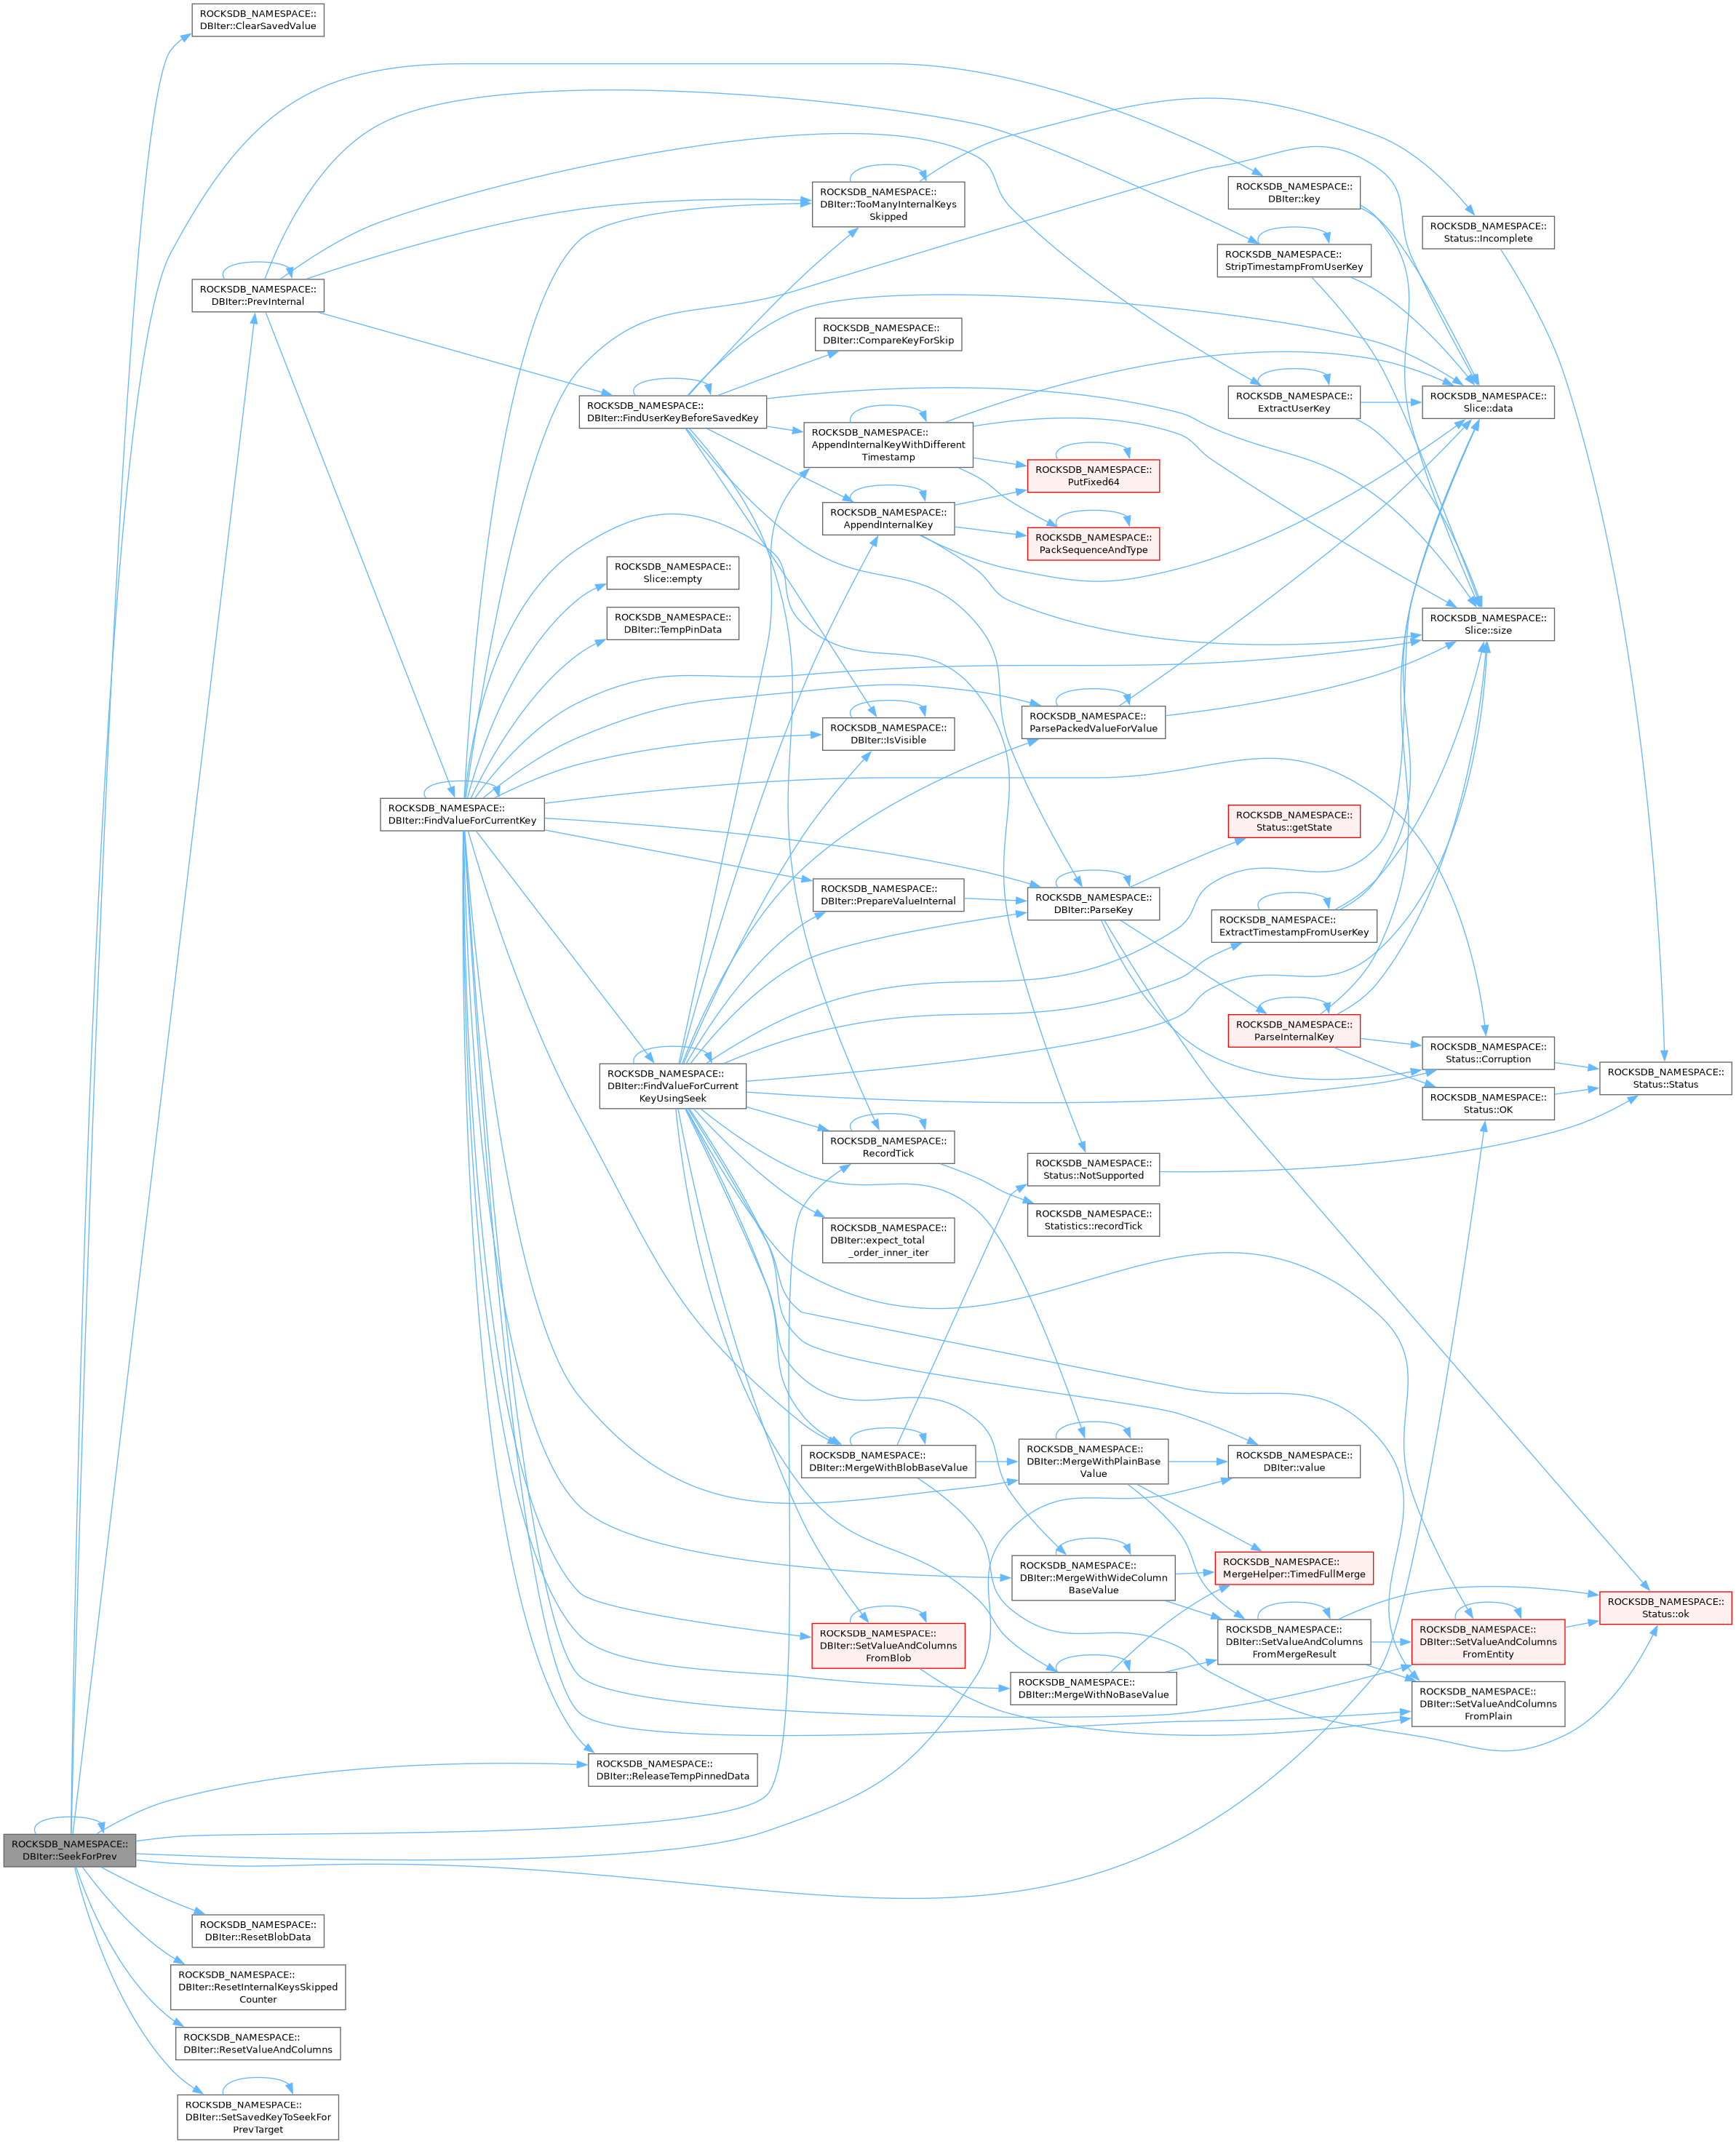 ROCKSDB_NAMESPACE::
DBIter::ClearSavedValue
ROCKSDB_NAMESPACE::
DBIter::TooManyInternalKeys
Skipped
ROCKSDB_NAMESPACE::
DBIter::key
ROCKSDB_NAMESPACE::
Status::Incomplete
ROCKSDB_NAMESPACE::
StripTimestampFromUserKey
ROCKSDB_NAMESPACE::
DBIter::PrevInternal
ROCKSDB_NAMESPACE::
DBIter::CompareKeyForSkip
ROCKSDB_NAMESPACE::
DBIter::FindUserKeyBeforeSavedKey
ROCKSDB_NAMESPACE::
ExtractUserKey
ROCKSDB_NAMESPACE::
Slice::data
ROCKSDB_NAMESPACE::
AppendInternalKeyWithDifferent
Timestamp
ROCKSDB_NAMESPACE::
PutFixed64
ROCKSDB_NAMESPACE::
AppendInternalKey
ROCKSDB_NAMESPACE::
PackSequenceAndType
ROCKSDB_NAMESPACE::
Slice::empty
ROCKSDB_NAMESPACE::
DBIter::TempPinData
ROCKSDB_NAMESPACE::
Slice::size
ROCKSDB_NAMESPACE::
ParsePackedValueForValue
ROCKSDB_NAMESPACE::
DBIter::IsVisible
ROCKSDB_NAMESPACE::
DBIter::FindValueForCurrentKey
ROCKSDB_NAMESPACE::
Status::getState
ROCKSDB_NAMESPACE::
DBIter::PrepareValueInternal
ROCKSDB_NAMESPACE::
DBIter::ParseKey
ROCKSDB_NAMESPACE::
ExtractTimestampFromUserKey
ROCKSDB_NAMESPACE::
ParseInternalKey
ROCKSDB_NAMESPACE::
Status::Corruption
ROCKSDB_NAMESPACE::
Status::Status
ROCKSDB_NAMESPACE::
DBIter::FindValueForCurrent
KeyUsingSeek
ROCKSDB_NAMESPACE::
Status::OK
ROCKSDB_NAMESPACE::
RecordTick
ROCKSDB_NAMESPACE::
Status::NotSupported
ROCKSDB_NAMESPACE::
Statistics::recordTick
ROCKSDB_NAMESPACE::
DBIter::expect_total
_order_inner_iter
ROCKSDB_NAMESPACE::
DBIter::MergeWithBlobBaseValue
ROCKSDB_NAMESPACE::
DBIter::MergeWithPlainBase
Value
ROCKSDB_NAMESPACE::
DBIter::value
ROCKSDB_NAMESPACE::
DBIter::MergeWithWideColumn
BaseValue
ROCKSDB_NAMESPACE::
MergeHelper::TimedFullMerge
ROCKSDB_NAMESPACE::
Status::ok
ROCKSDB_NAMESPACE::
DBIter::SetValueAndColumns
FromBlob
ROCKSDB_NAMESPACE::
DBIter::SetValueAndColumns
FromMergeResult
ROCKSDB_NAMESPACE::
DBIter::SetValueAndColumns
FromEntity
ROCKSDB_NAMESPACE::
DBIter::MergeWithNoBaseValue
ROCKSDB_NAMESPACE::
DBIter::SetValueAndColumns
FromPlain
ROCKSDB_NAMESPACE::
DBIter::ReleaseTempPinnedData
ROCKSDB_NAMESPACE::
DBIter::SeekForPrev
ROCKSDB_NAMESPACE::
DBIter::ResetBlobData
ROCKSDB_NAMESPACE::
DBIter::ResetInternalKeysSkipped
Counter
ROCKSDB_NAMESPACE::
DBIter::ResetValueAndColumns
ROCKSDB_NAMESPACE::
DBIter::SetSavedKeyToSeekFor
PrevTarget